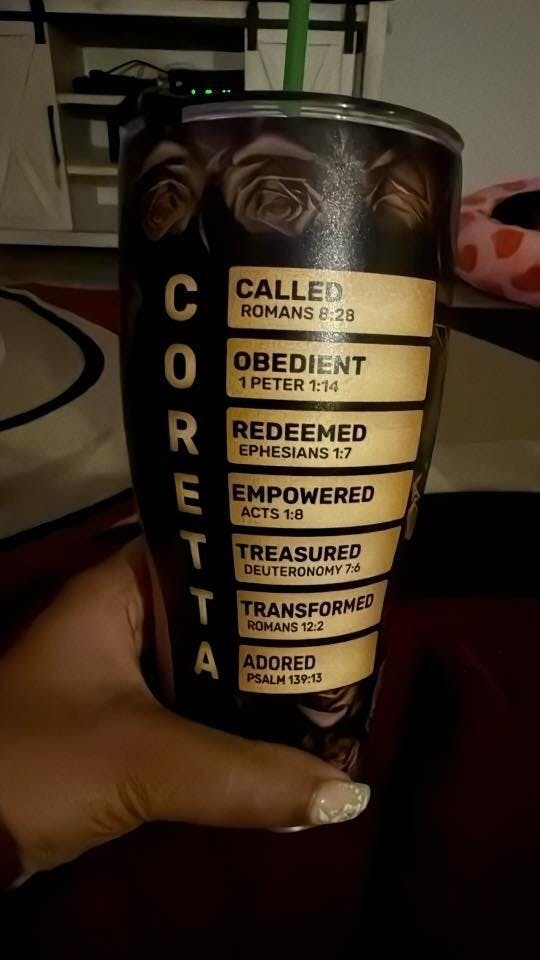 CORETTA
CALLED
ROMANS 8:28
OBEDIENT
1 PETER 1:14
REDEEMED
EPHESIANS 1:7
EMPOWERED
ACTS 1:8
TREASURED
DEUTERONOMY 7:6
TRANSFORMED
ROMANS 12:2
ADORED
PSALM 139:13